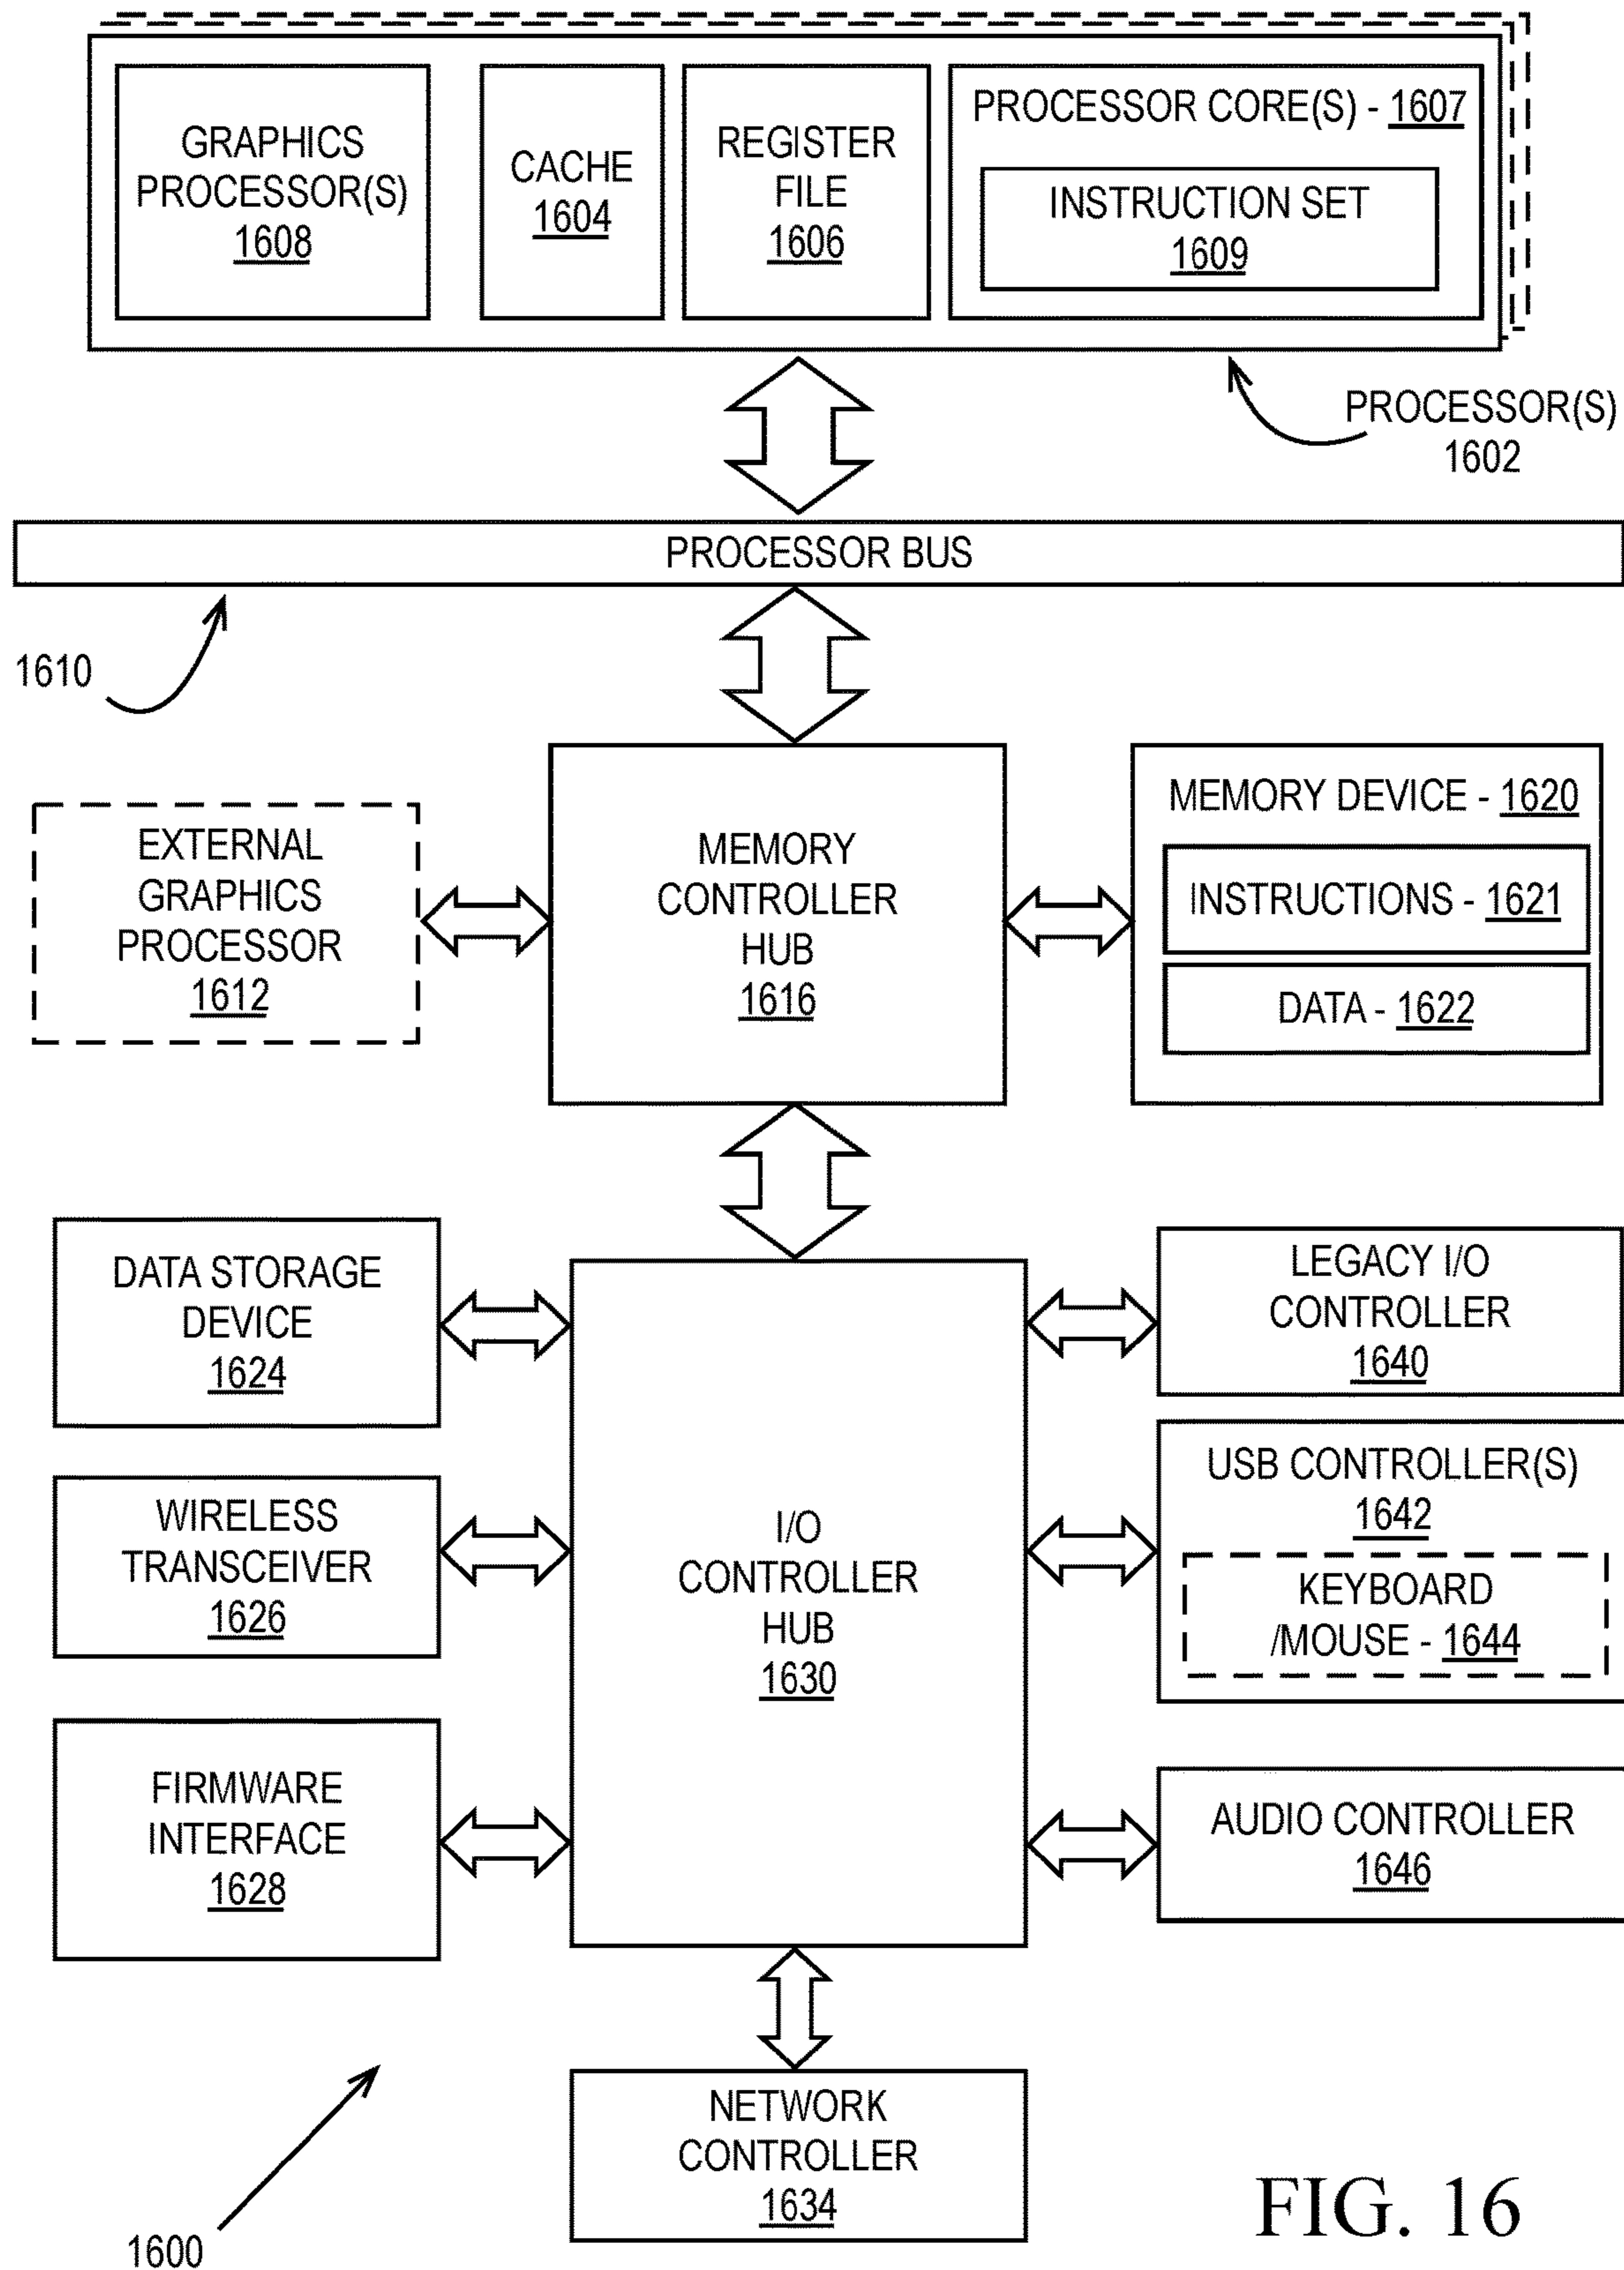 GRAPHICS
PROCESSOR(S)
1608
CACHE
1604
REGISTER
FILE
1606
PROCESSOR CORE(S) - 1607
INSTRUCTION SET
1609
PROCESSOR(S)
1602
PROCESSOR BUS
1610
EXTERNAL
GRAPHICS
PROCESSOR
1612
MEMORY
CONTROLLER
HUB
1616
MEMORY DEVICE - 1620
INSTRUCTIONS - 1621
DATA - 1622
DATA STORAGE
DEVICE
1624
WIRELESS
TRANSCEIVER
1626
FIRMWARE
INTERFACE
1628
I/O
CONTROLLER
HUB
1630
LEGACY I/O
CONTROLLER
1640
USB CONTROLLER(S)
1642
KEYBOARD
/MOUSE - 1644
AUDIO CONTROLLER
1646
NETWORK
CONTROLLER
1634
1600
FIG. 16